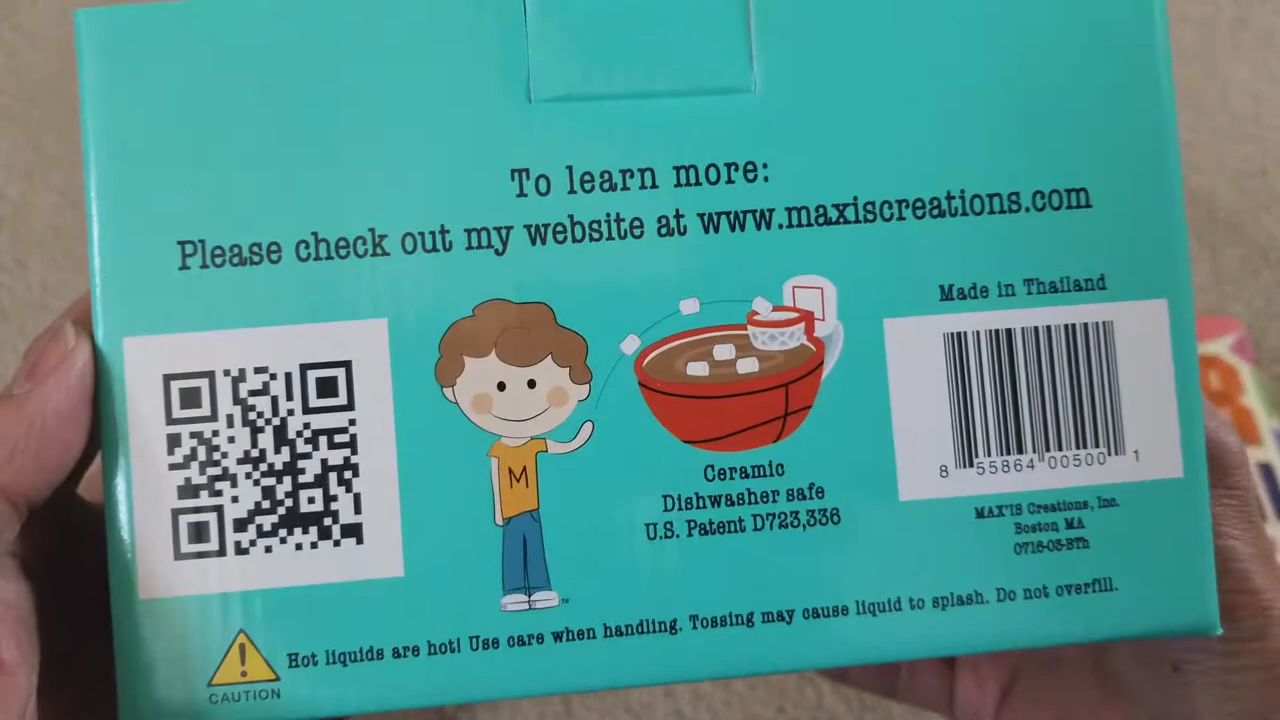 To learn more:
Please check out my website at www.maxiscreations.com
Made in Thailand
M
TM
Ceramic
Dishwasher safe
U.S. Patent D723,336
8 55864 00500 1
MAX'IS Creations, Inc.
Boston MA
0716-03-BTh
Hot liquids are hot! Use care when handling. Tossing may cause liquid to splash. Do not overfill.
CAUTION